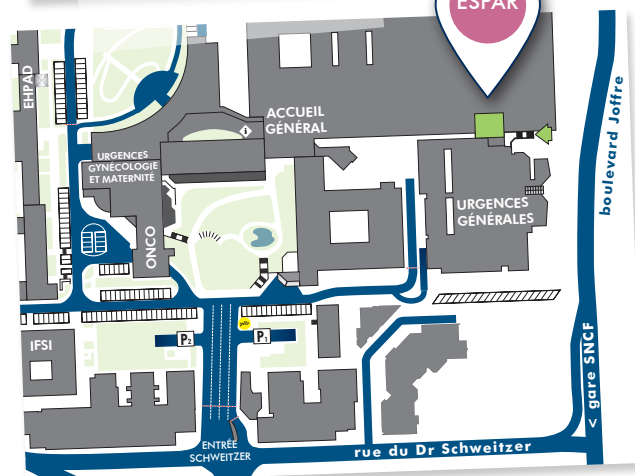 ESPAR
EHPAD
ACCUEIL
GÉNÉRAL
i
URGENCES
GYNÉCOLOGIE
ET MATERNITÉ
boulevard Joffre
URGENCES
GÉNÉRALES
ONCO
IFSI
P2
P1
< gare SNCF
ENTRÉE
SCHWEITZER
rue du Dr Schweitzer